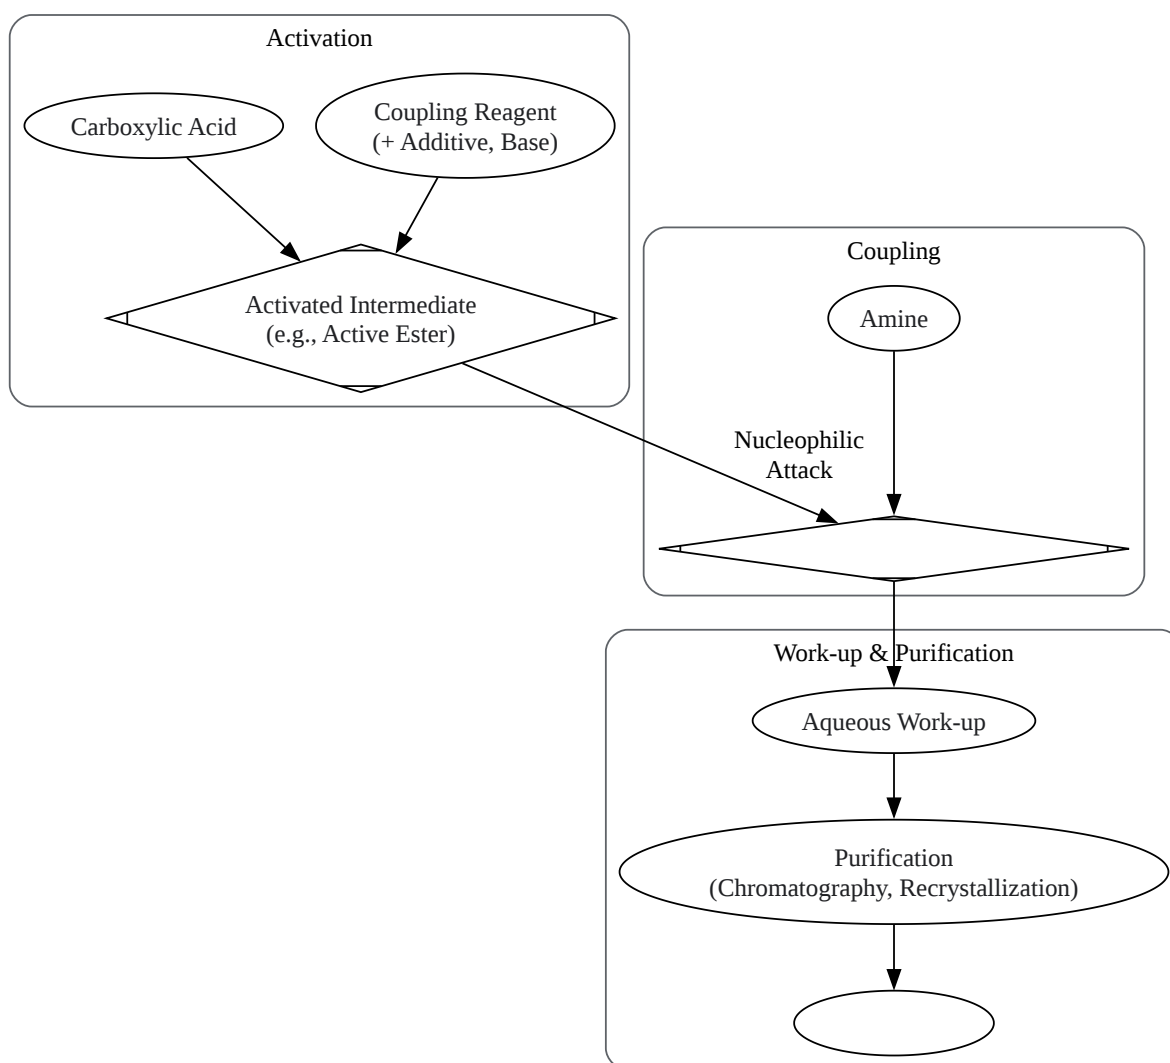 Activation
Carboxylic Acid
Coupling Reagent
(+ Additive, Base)
Activated Intermediate
(e.g., Active Ester)
Coupling
Amine
Nucleophilic
Attack
Work-up & Purification
Aqueous Work-up
Purification
(Chromatography, Recrystallization)